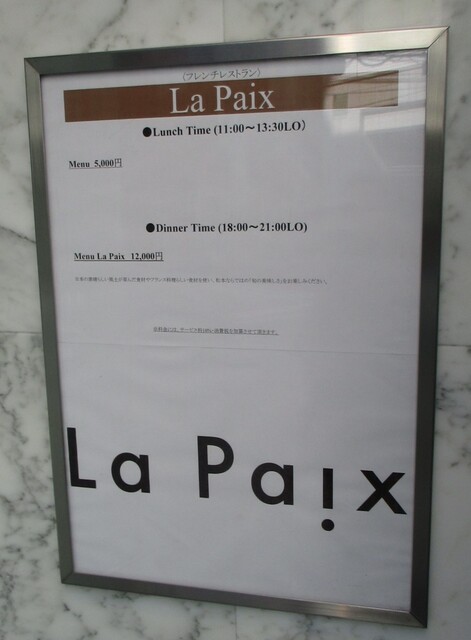 (フレンチレストラン)
La Paix
●Lunch Time (11:00〜13:30LO)
Menu 5,000円
●Dinner Time (18:00〜21:00LO)
Menu La Paix 12,000円
La Paix